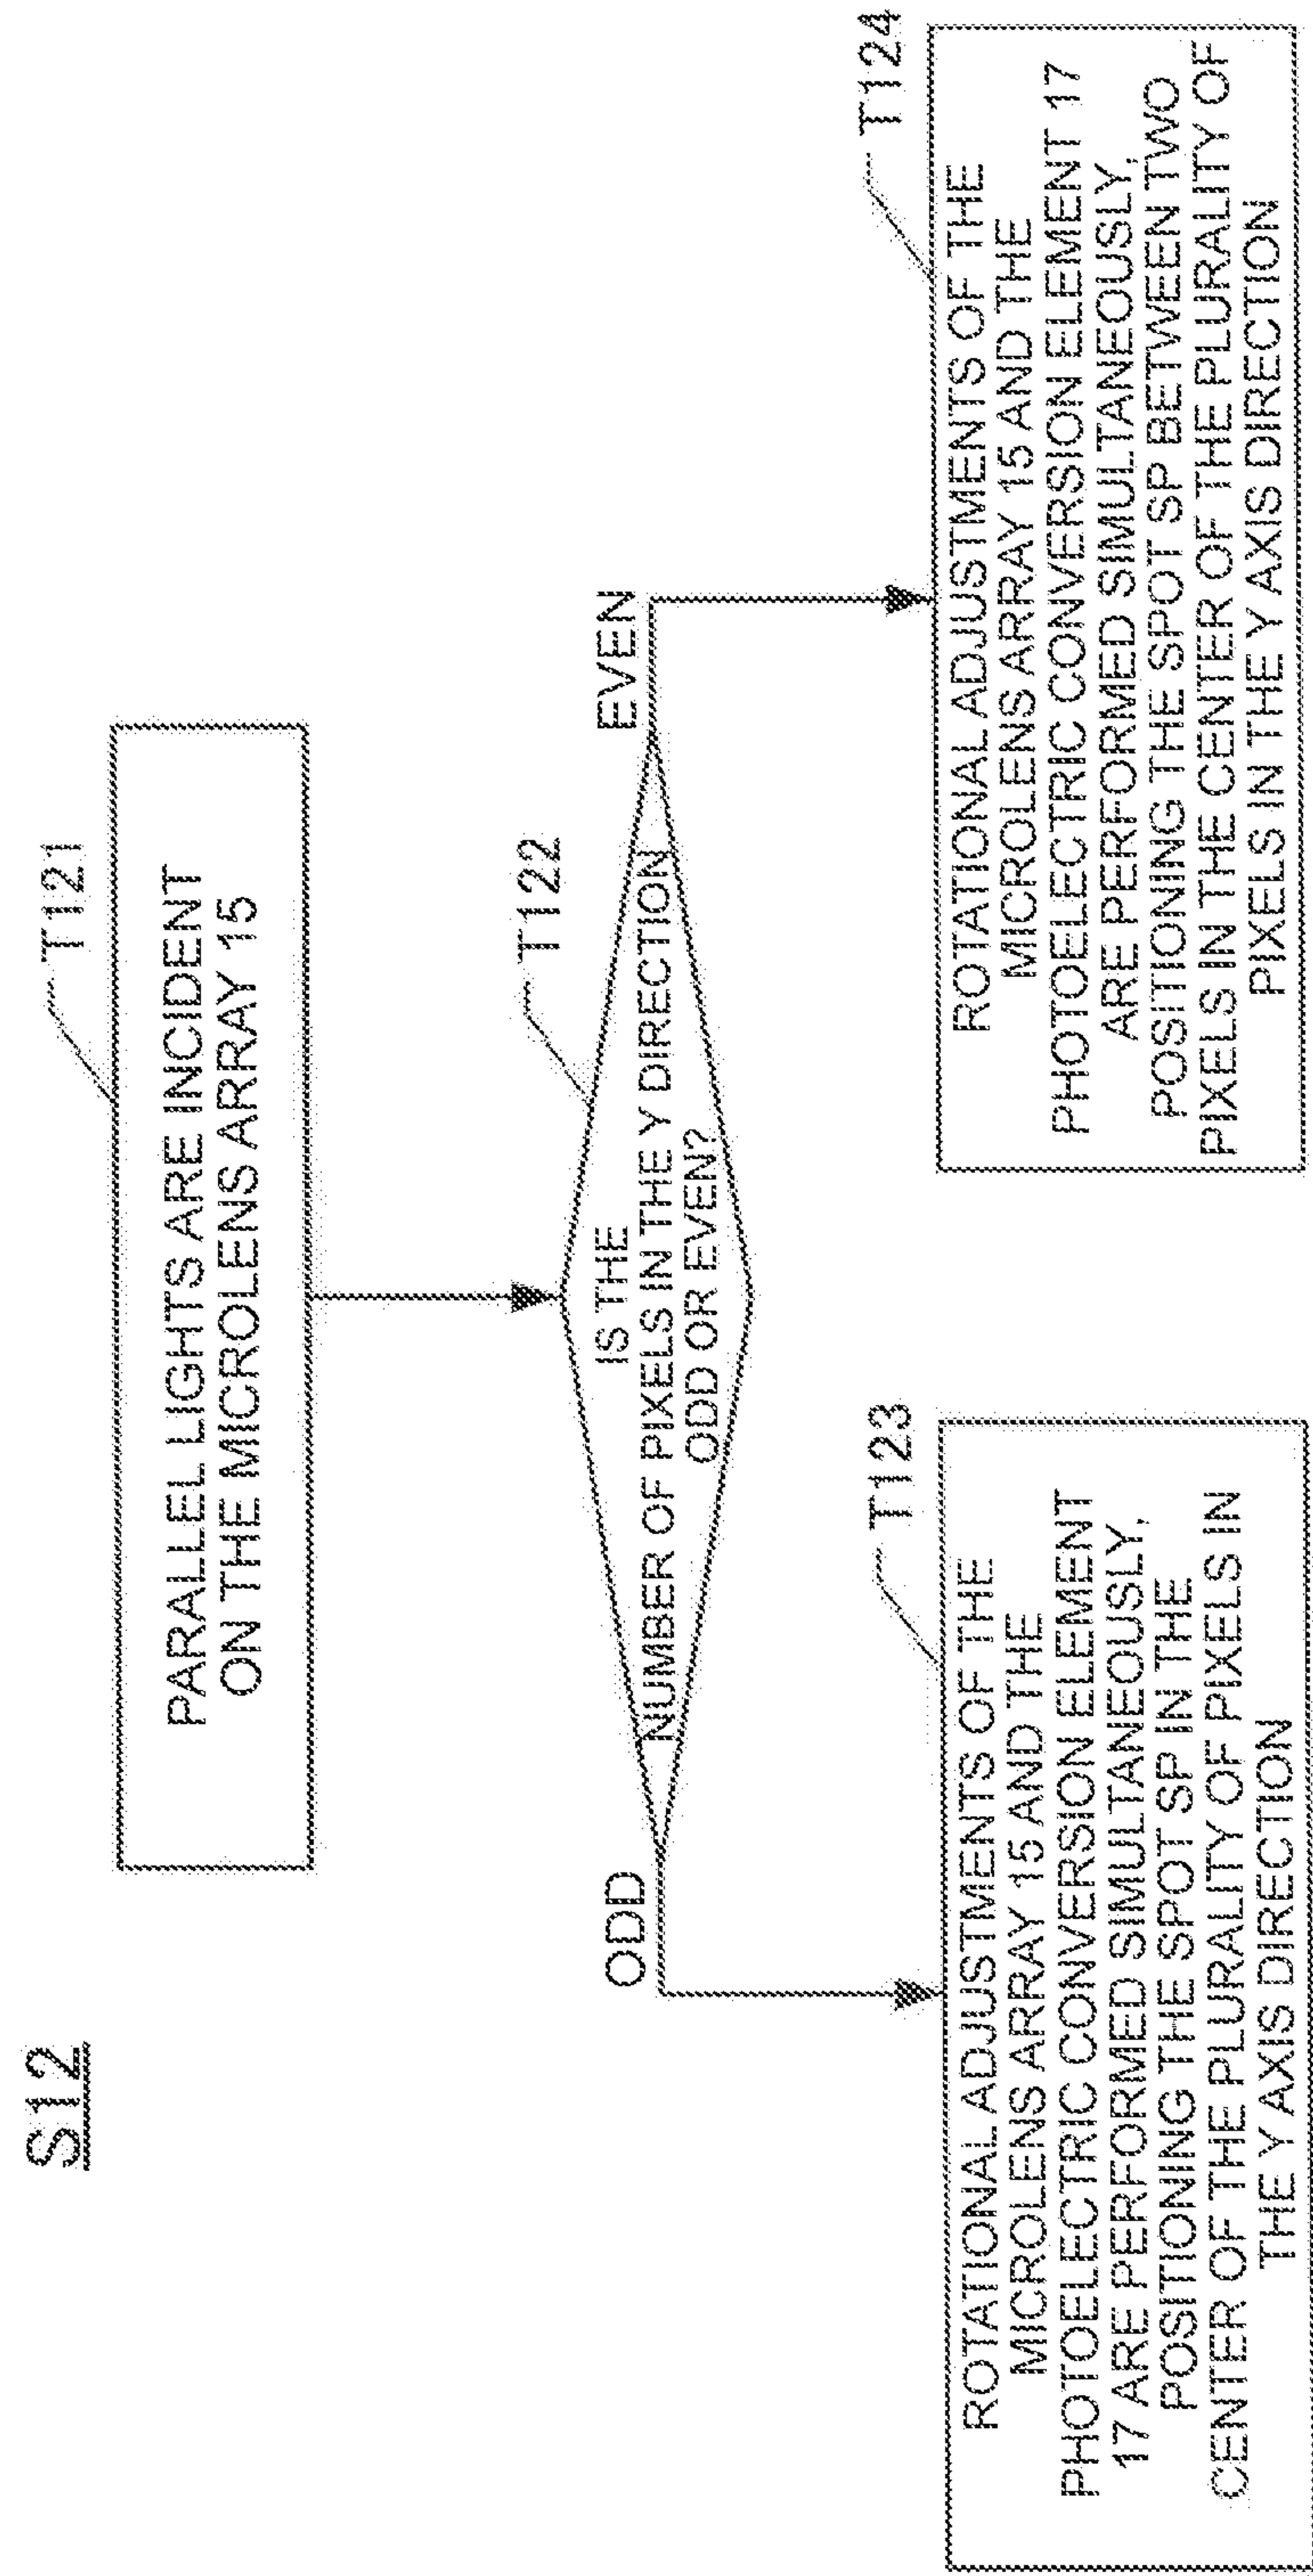 S12
T121
PARALLEL LIGHTS ARE INCIDENT
ON THE MICROLENS ARRAY 15
T122
IS THE
NUMBER OF PIXELS IN THE Y DIRECTION
ODD OR EVEN?
ODD
EVEN
T123
ROTATIONAL ADJUSTMENTS OF THE
MICROLENS ARRAY 15 AND THE
PHOTOELECTRIC CONVERSION ELEMENT
17 ARE PERFORMED SIMULTANEOUSLY,
POSITIONING THE SPOT SP IN THE
CENTER OF THE PLURALITY OF PIXELS IN
THE Y AXIS DIRECTION
T124
ROTATIONAL ADJUSTMENTS OF THE
MICROLENS ARRAY 15 AND THE
PHOTOELECTRIC CONVERSION ELEMENT 17
ARE PERFORMED SIMULTANEOUSLY,
POSITIONING THE SPOT SP BETWEEN TWO
PIXELS IN THE CENTER OF THE PLURALITY OF
PIXELS IN THE Y AXIS DIRECTION